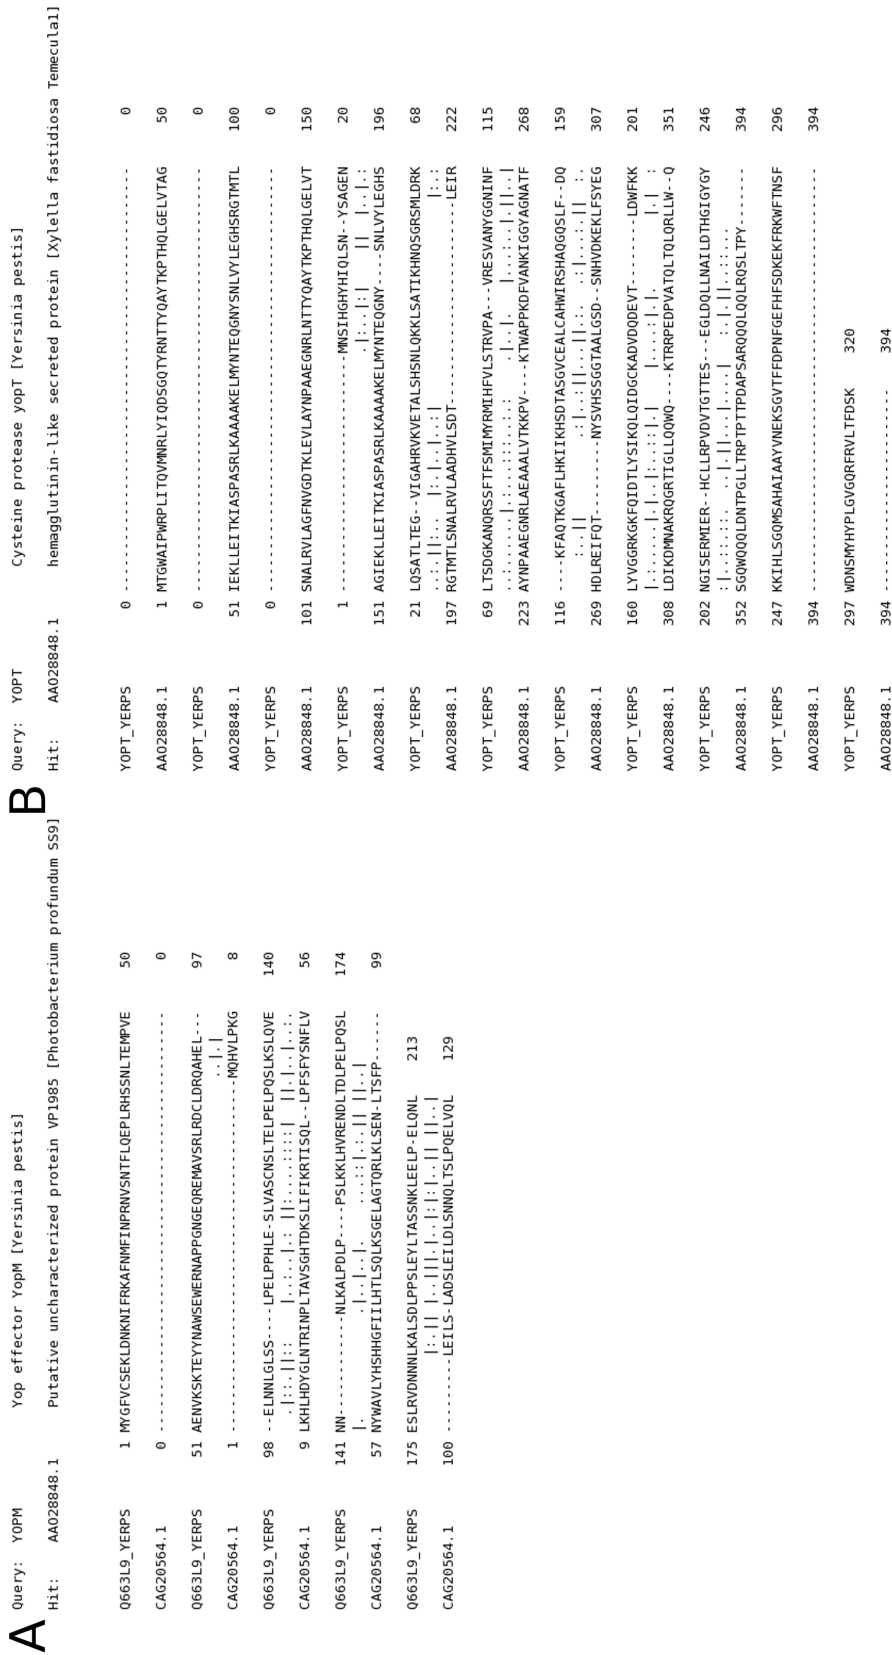 A
Query: YOPM Yop effector YopM [Yersinia pestis]
Hit: AAO28848.1 Putative uncharacterized protein VP1985 [Photobacterium profundum SS9]
Q663L9_YERPS 1 MYGFVCSEKLDNKNIFRKAFNMFINPRNVSNTFLQEPLRHSSNLTEMPVE 50
CAG20564.1 0 -------------------------------------------------- 0
Q663L9_YERPS 51 AENVKSKTEYYNAWSEWERNAPPGNGEQREMAVSRLRDCLDRQAHEL--- 97
..|.|
CAG20564.1 1 ------------------------------------------MQHVLPKG 8
Q663L9_YERPS 98 --ELNNLGLSS----LPELPPHLE-SLVASCNSLTELPELPQSLKSLQVE 140
.|::.||::    |..:..|.: ||:....::::|  ||.|..|..|..:.
CAG20564.1 9 LKHLHDYGLNTRINPLTAVSGHTDKSLIFIKRTISQL--LPFSFYSNFLV 56
Q663L9_YERPS 141 NN------------NLKALPDLP----PSLKKLHVRENDLTDLPELPQSL 174
|.            .|..|..|.    ...::|.:.|| ||..|
CAG20564.1 57 NYWAVLYHSHHGFIILHTLSQLKSGELAGTQRLKLSEN-LTSFP------ 99
Q663L9_YERPS 175 ESLRVDNNNLKALSDLPPSLEYLTASSNKLEELP-ELQNL 213
|:.|| |..|||.|..|:|:|..|| ||..|
CAG20564.1 100 ---------LEILS-LADSLEILDLSNNQLTSLPQELVQL 129
B
Query: YOPT Cysteine protease yopT [Yersinia pestis]
Hit: AAO28848.1 hemagglutinin-like secreted protein [Xylella fastidiosa Temecula1]
YOPT_YERPS 0 -------------------------------------------------- 0
AAO28848.1 1 MTGWAIPWRPLITQVMNRLYIQDSGQTYRNTTYQAYTKPTHQLGELVTAG 50
YOPT_YERPS 0 -------------------------------------------------- 0
AAO28848.1 51 IEKLLEITKIASPASRLKAAAAKELMYNTEQGNYSNLVYLEGHSRGTMTL 100
YOPT_YERPS 0 -------------------------------------------------- 0
AAO28848.1 101 SNALRVLAGFNVGDTKLEVLAYNPAAEGNRLNTTYQAYTKPTHQLGELVT 150
YOPT_YERPS 1 ---------------------------MNSIHGHYHIQLSN--YSAGEN 20
.|:..|:|    ||  |..|.:
AAO28848.1 151 AGIEKLLEITKIASPASRLKAAAAKELMYNTEQGNY----SNLVYLEGHS 196
YOPT_YERPS 21 LQSATLTEG--VIGAHRVKVETALSHSNLQKKLSATIKHNQSGRSMLDRK 68
..:.||:..  |:.|..|..:|                         |:.:
AAO28848.1 197 RGTMTLSNALRVLAADHVLSDT------------------------LEIR 222
YOPT_YERPS 69 LTSDGKANQRSSFTFSMIMYRMIHFVLSTRVPA---VRESVANYGGNINF 115
..:.......|.:...:::.:.:    .|..|.   |...:..|.||..|
AAO28848.1 223 AYNPAAEGNRLAEAAALVTKKPV----KTWAPPKDFVANKIGGYAGNATF 268
YOPT_YERPS 116 ----KFAQTKGAFLHKIIKHSDTASGVCEALCAHWIRSHAQGQSLF--DQ 159
:..||        .:|..:||...||.:.  .:|...|.:.||  :.
AAO28848.1 269 HDLREIFQT--------NYSVHSSGGTAALGSD--SNHVDKEKLFSYEG 307
YOPT_YERPS 160 LYVGGRKGKFQIDTLYSIKQLQIDGCKADVDQDEVT-------LDWFKK 201
|:.....|.|..|:..::|.|    |...:|.|.       |.|  :
AAO28848.1 308 LDIKDMNAKRQGRTIGLLQQWQ----KTRRPEDPVATQLTQLQRLLW--Q 351
YOPT_YERPS 202 NGISERMIER--HCLLRPVDVTGTTES---EGLDQLLNAILDTHGIGYGY 246
:|..:.:::.  ..|.||...|...|   :.|.||..::...
AAO28848.1 352 SGQWQQQLDNTPGLLTRPTPTTPDAPSARQQQLQQLRQSLTPY------- 394
YOPT_YERPS 247 KKIHLSGQMSAHAIAAYVNEKSGVTFFDPNFGEFHFSDKEKFRKWFTNSF 296
AAO28848.1 394 -------------------------------------------------- 394
YOPT_YERPS 297 WDNSMYHYPLGVGQRFRVLTFDSK 320
AAO28848.1 394 ------------------------ 394